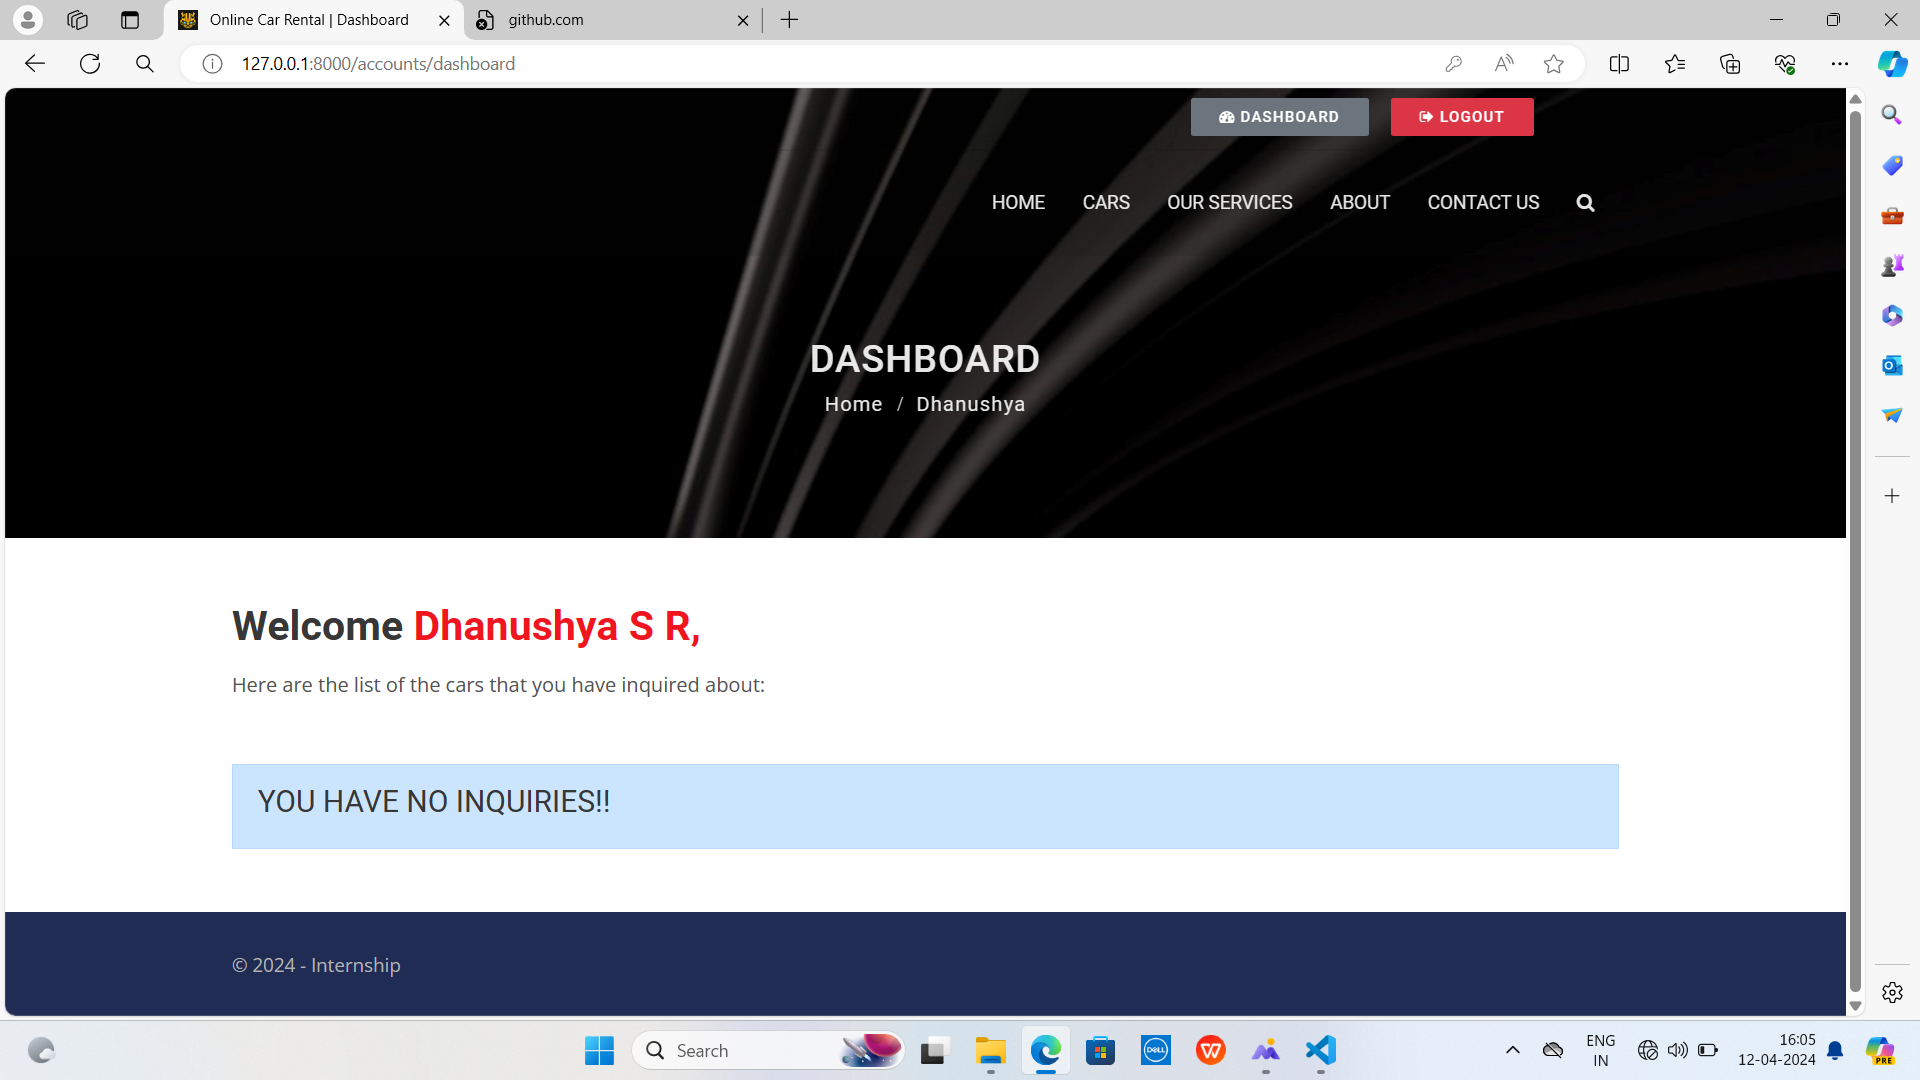 Online Car Rental | Dashboard
github.com
127.0.0.1:8000/accounts/dashboard
DASHBOARD
LOGOUT
HOME
CARS
OUR SERVICES
ABOUT
CONTACT US
DASHBOARD
Home / Dhanushya
Welcome Dhanushya S R,
Here are the list of the cars that you have inquired about:
YOU HAVE NO INQUIRIES!!
© 2024 - Internship
Search
DELL
ENG
IN
16:05
12-04-2024
PRE